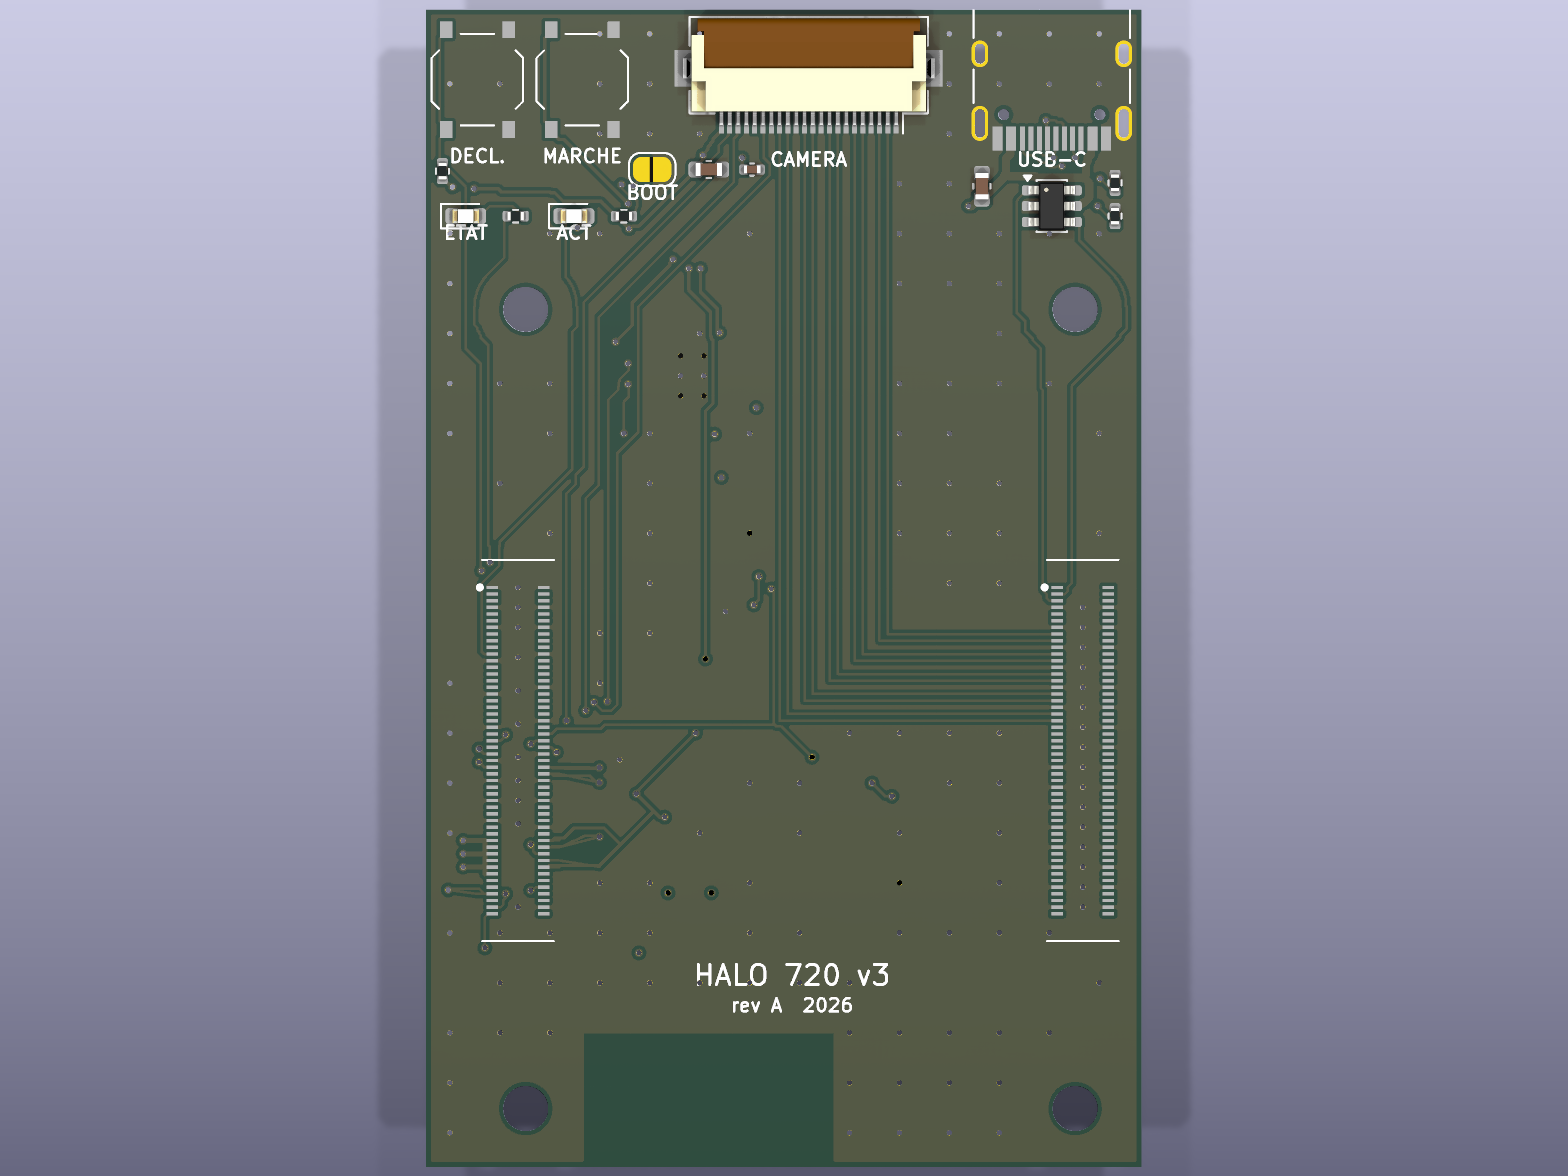 DECL.
MARCHE
CAMERA
USB-C
BOOT
ETAT
ACT
HALO 720 v3
rev A 2026